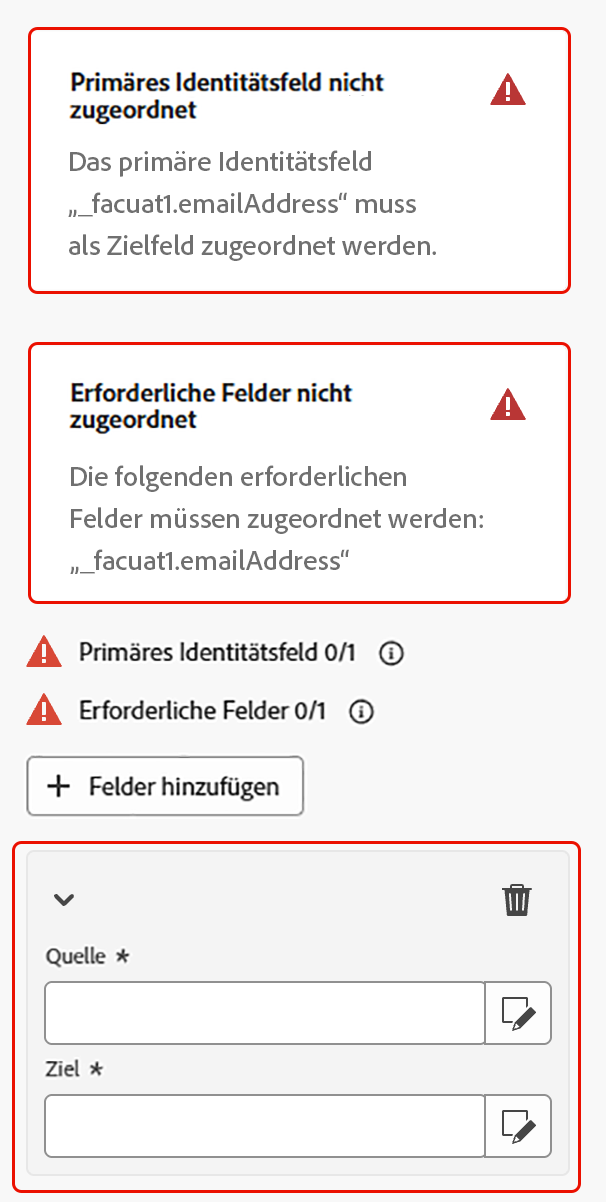 Primäres Identitätsfeld nicht
zugeordnet
Das primäre Identitätsfeld
„_facuat1.emailAddress“ muss
als Zielfeld zugeordnet werden.
Erforderliche Felder nicht
zugeordnet
Die folgenden erforderlichen
Felder müssen zugeordnet werden:
„_facuat1.emailAddress“
Primäres Identitätsfeld 0/1
Erforderliche Felder 0/1
Felder hinzufügen
Quelle *
Ziel *